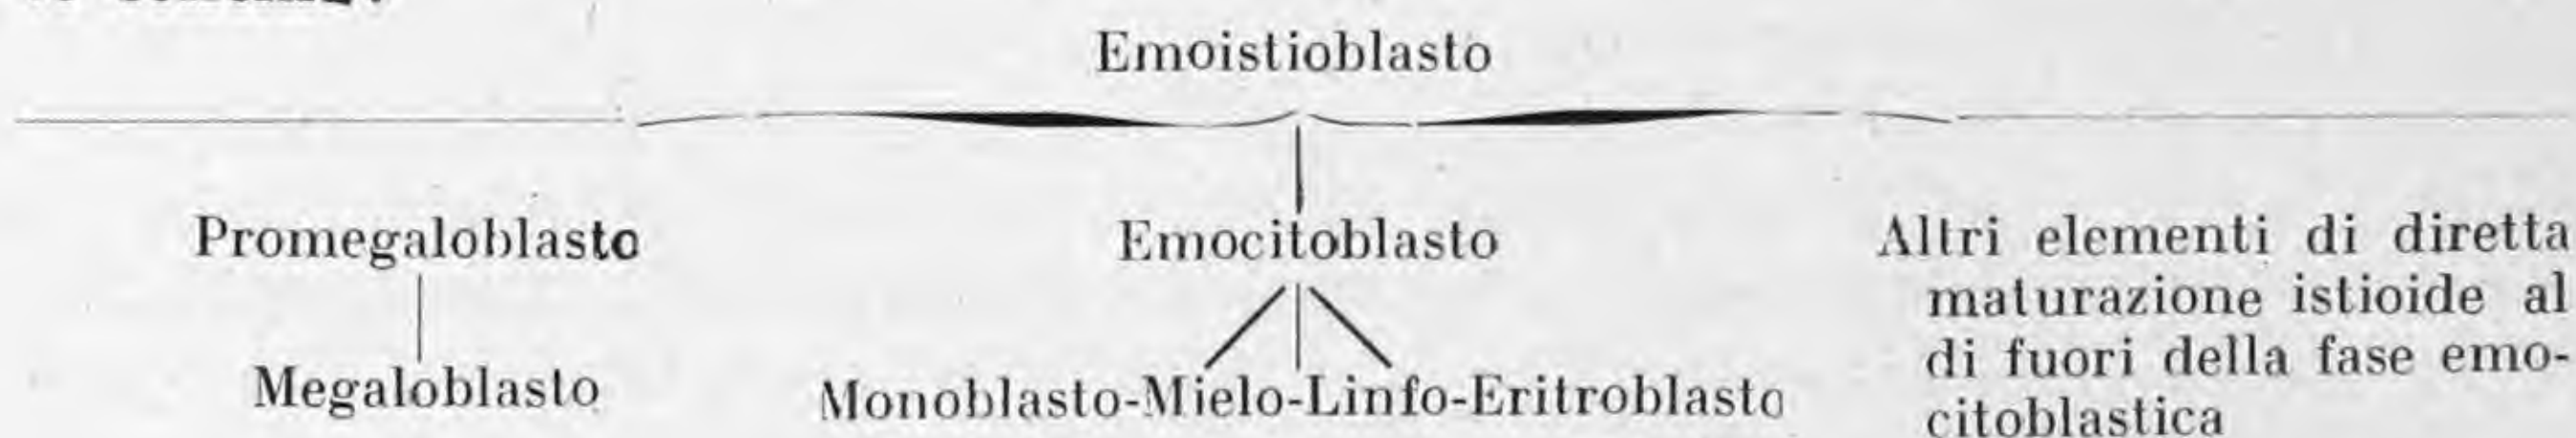 Emoistioblasto
Promegaloblasto
Emocitoblasto
Altri elementi di diretta
maturazione istioide al
di fuori della fase emo-
citoblastica
Megaloblasto
Monoblasto-Mielo-Linfo-Eritroblasto